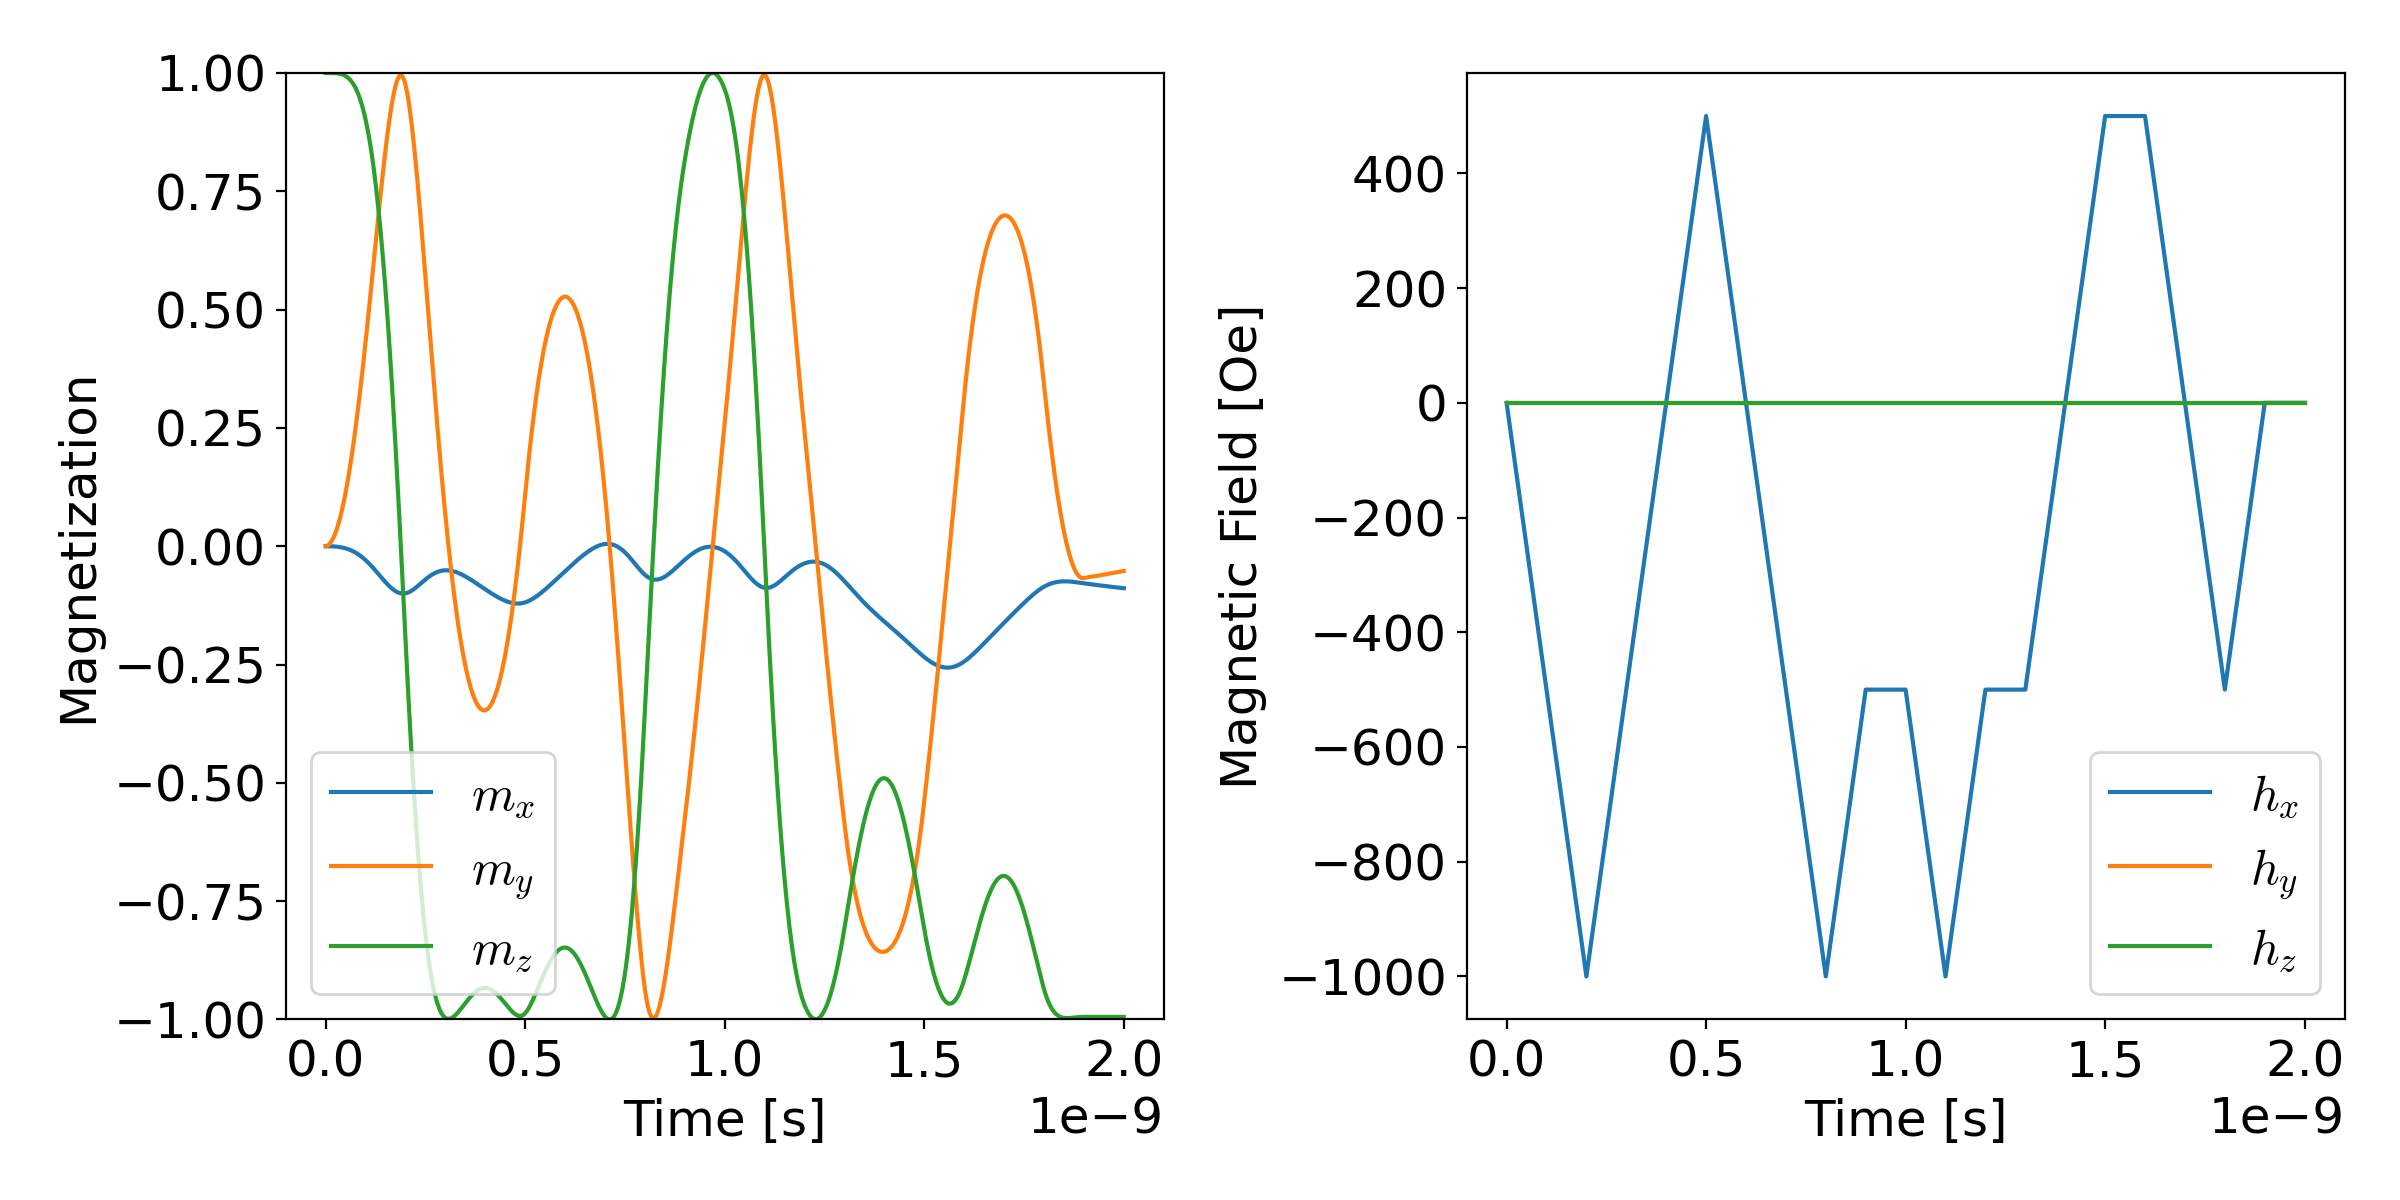 Magnetization
1.00
0.75
0.50
0.25
0.00
−0.25
−0.50
−0.75
−1.00
m_x
m_y
m_z
0.0 0.5 1.0 1.5 2.0
Time [s] 1e−9
Magnetic Field [Oe]
400
200
0
−200
−400
−600
−800
−1000
h_x
h_y
h_z
0.0 0.5 1.0 1.5 2.0
Time [s] 1e−9